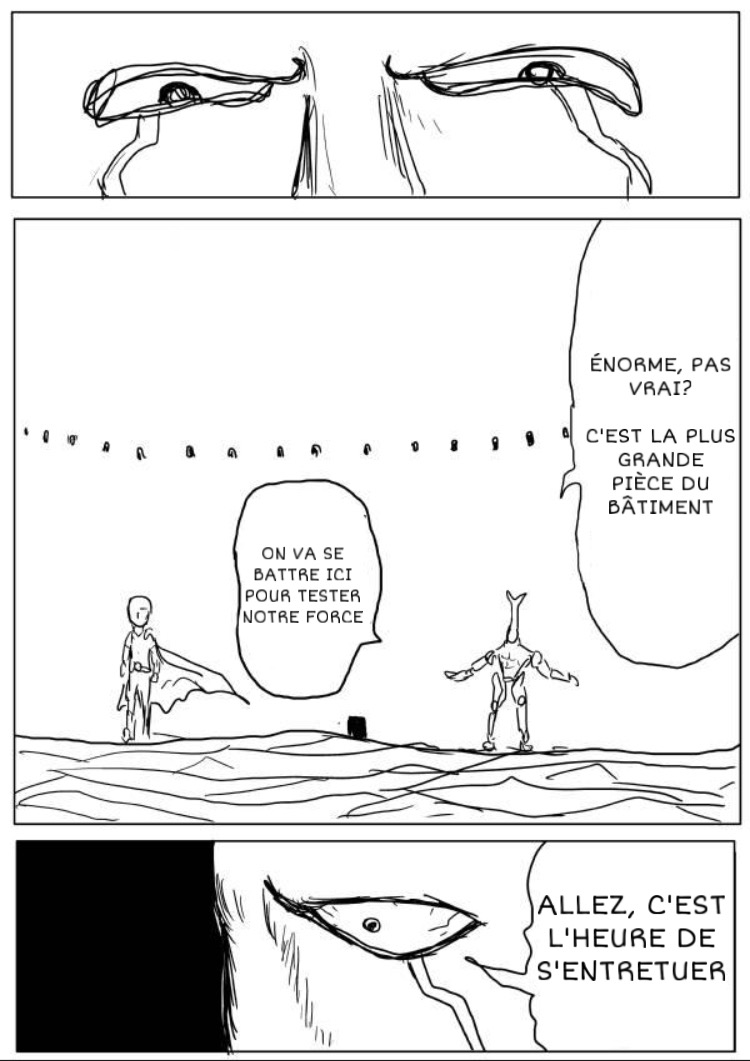 ÉNORME, PAS
VRAI?
C'EST LA PLUS
GRANDE
PIÈCE DU
BÂTIMENT
ON VA SE
BATTRE ICI
POUR TESTER
NOTRE FORCE
ALLEZ, C'EST
L'HEURE DE
S'ENTRETUER